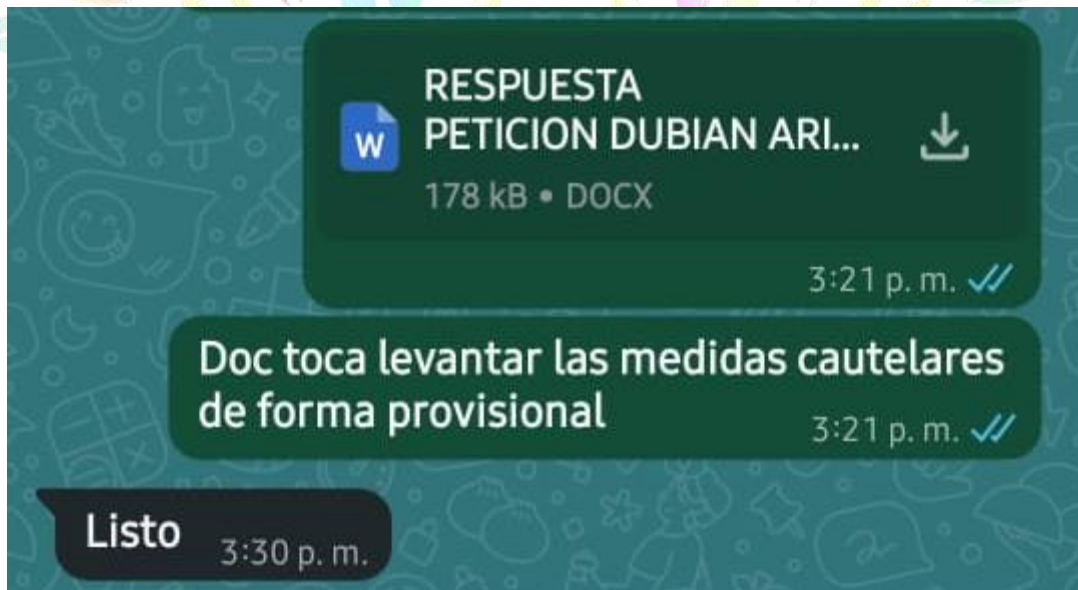 RESPUESTA
PETICION DUBIAN ARI...
W
178 kB • DOCX
3:21 p. m.
Doc toca levantar las medidas cautelares
de forma provisional
3:21 p. m.
Listo
3:30 p. m.